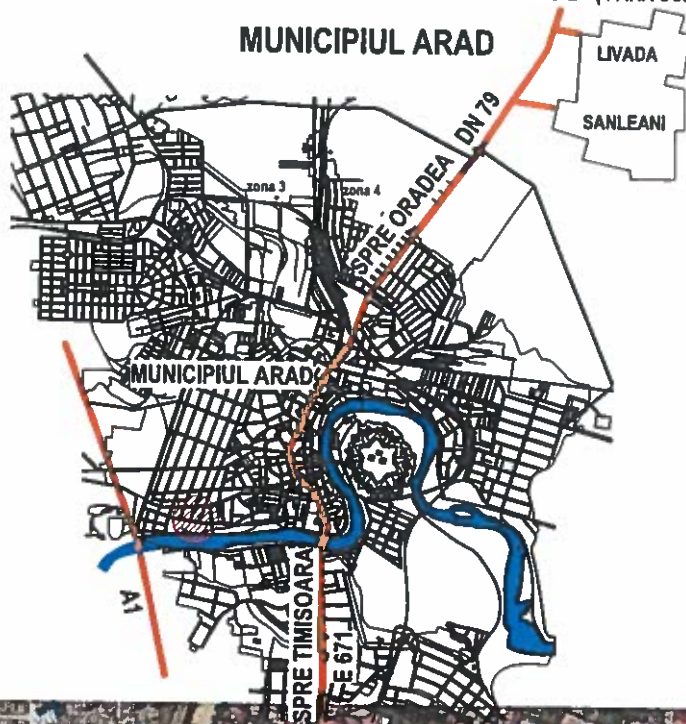 MUNICIPIUL ARAD
LIVADA
SANLEANI
SPRE ORADEA DN 79
zona 3
zona 4
MUNICIPIUL ARAD
A1
SPRE TIMISOARA
E 671